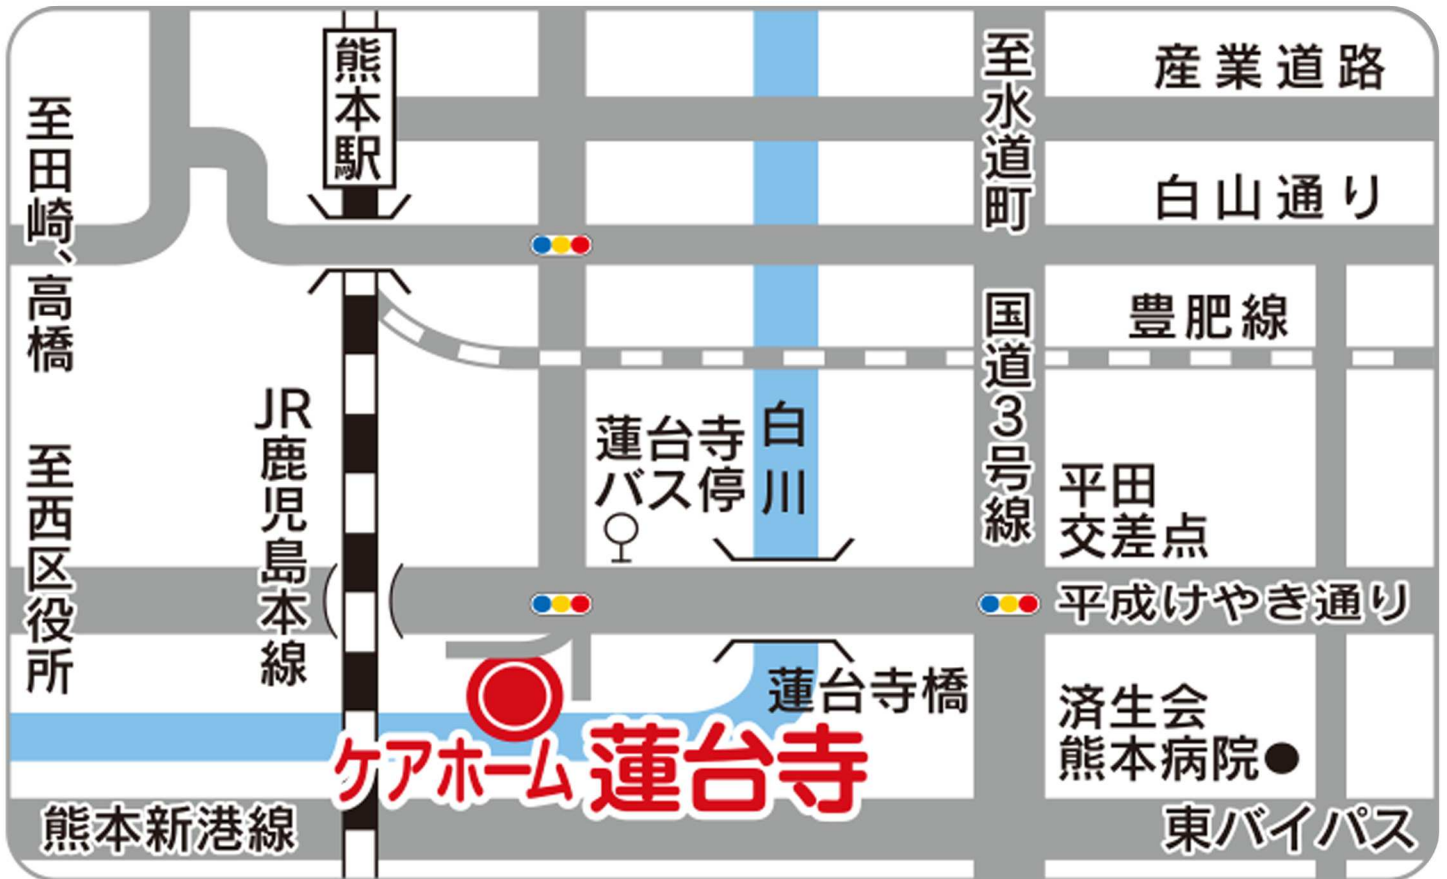 至田崎、高橋
至西区役所
熊本駅
JR鹿児島本線
産業道路
白山通り
至水道町
国道3号線
豊肥線
蓮台寺
バス停
白川
平田
交差点
平成けやき通り
蓮台寺橋
済生会
熊本病院
ケアホーム 蓮台寺
熊本新港線
東バイパス